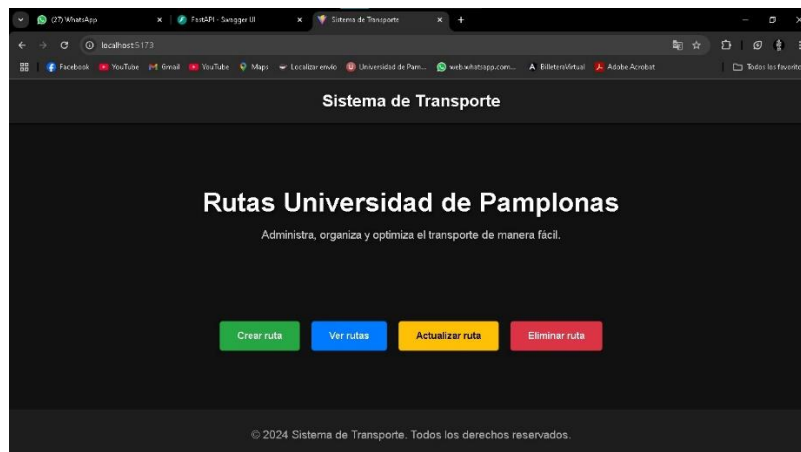 (27) WhatsApp
FastAPI - Swagger UI
Sistema de Transporte
localhost:5173
Facebook
YouTube
Gmail
YouTube
Maps
Localizar envío
Universidad de Pam...
web.whatsapp.com...
BilleteraVirtual
Adobe Acrobat
Todos los favoritos
Sistema de Transporte
Rutas Universidad de Pamplonas
Administra, organiza y optimiza el transporte de manera fácil.
Crear ruta
Ver rutas
Actualizar ruta
Eliminar ruta
© 2024 Sistema de Transporte. Todos los derechos reservados.